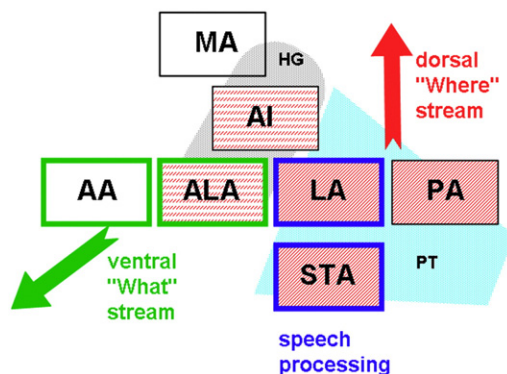 MA
HG
dorsal
"Where"
stream
AI
AA
ALA
LA
PA
ventral
"What"
stream
STA
PT
speech
processing